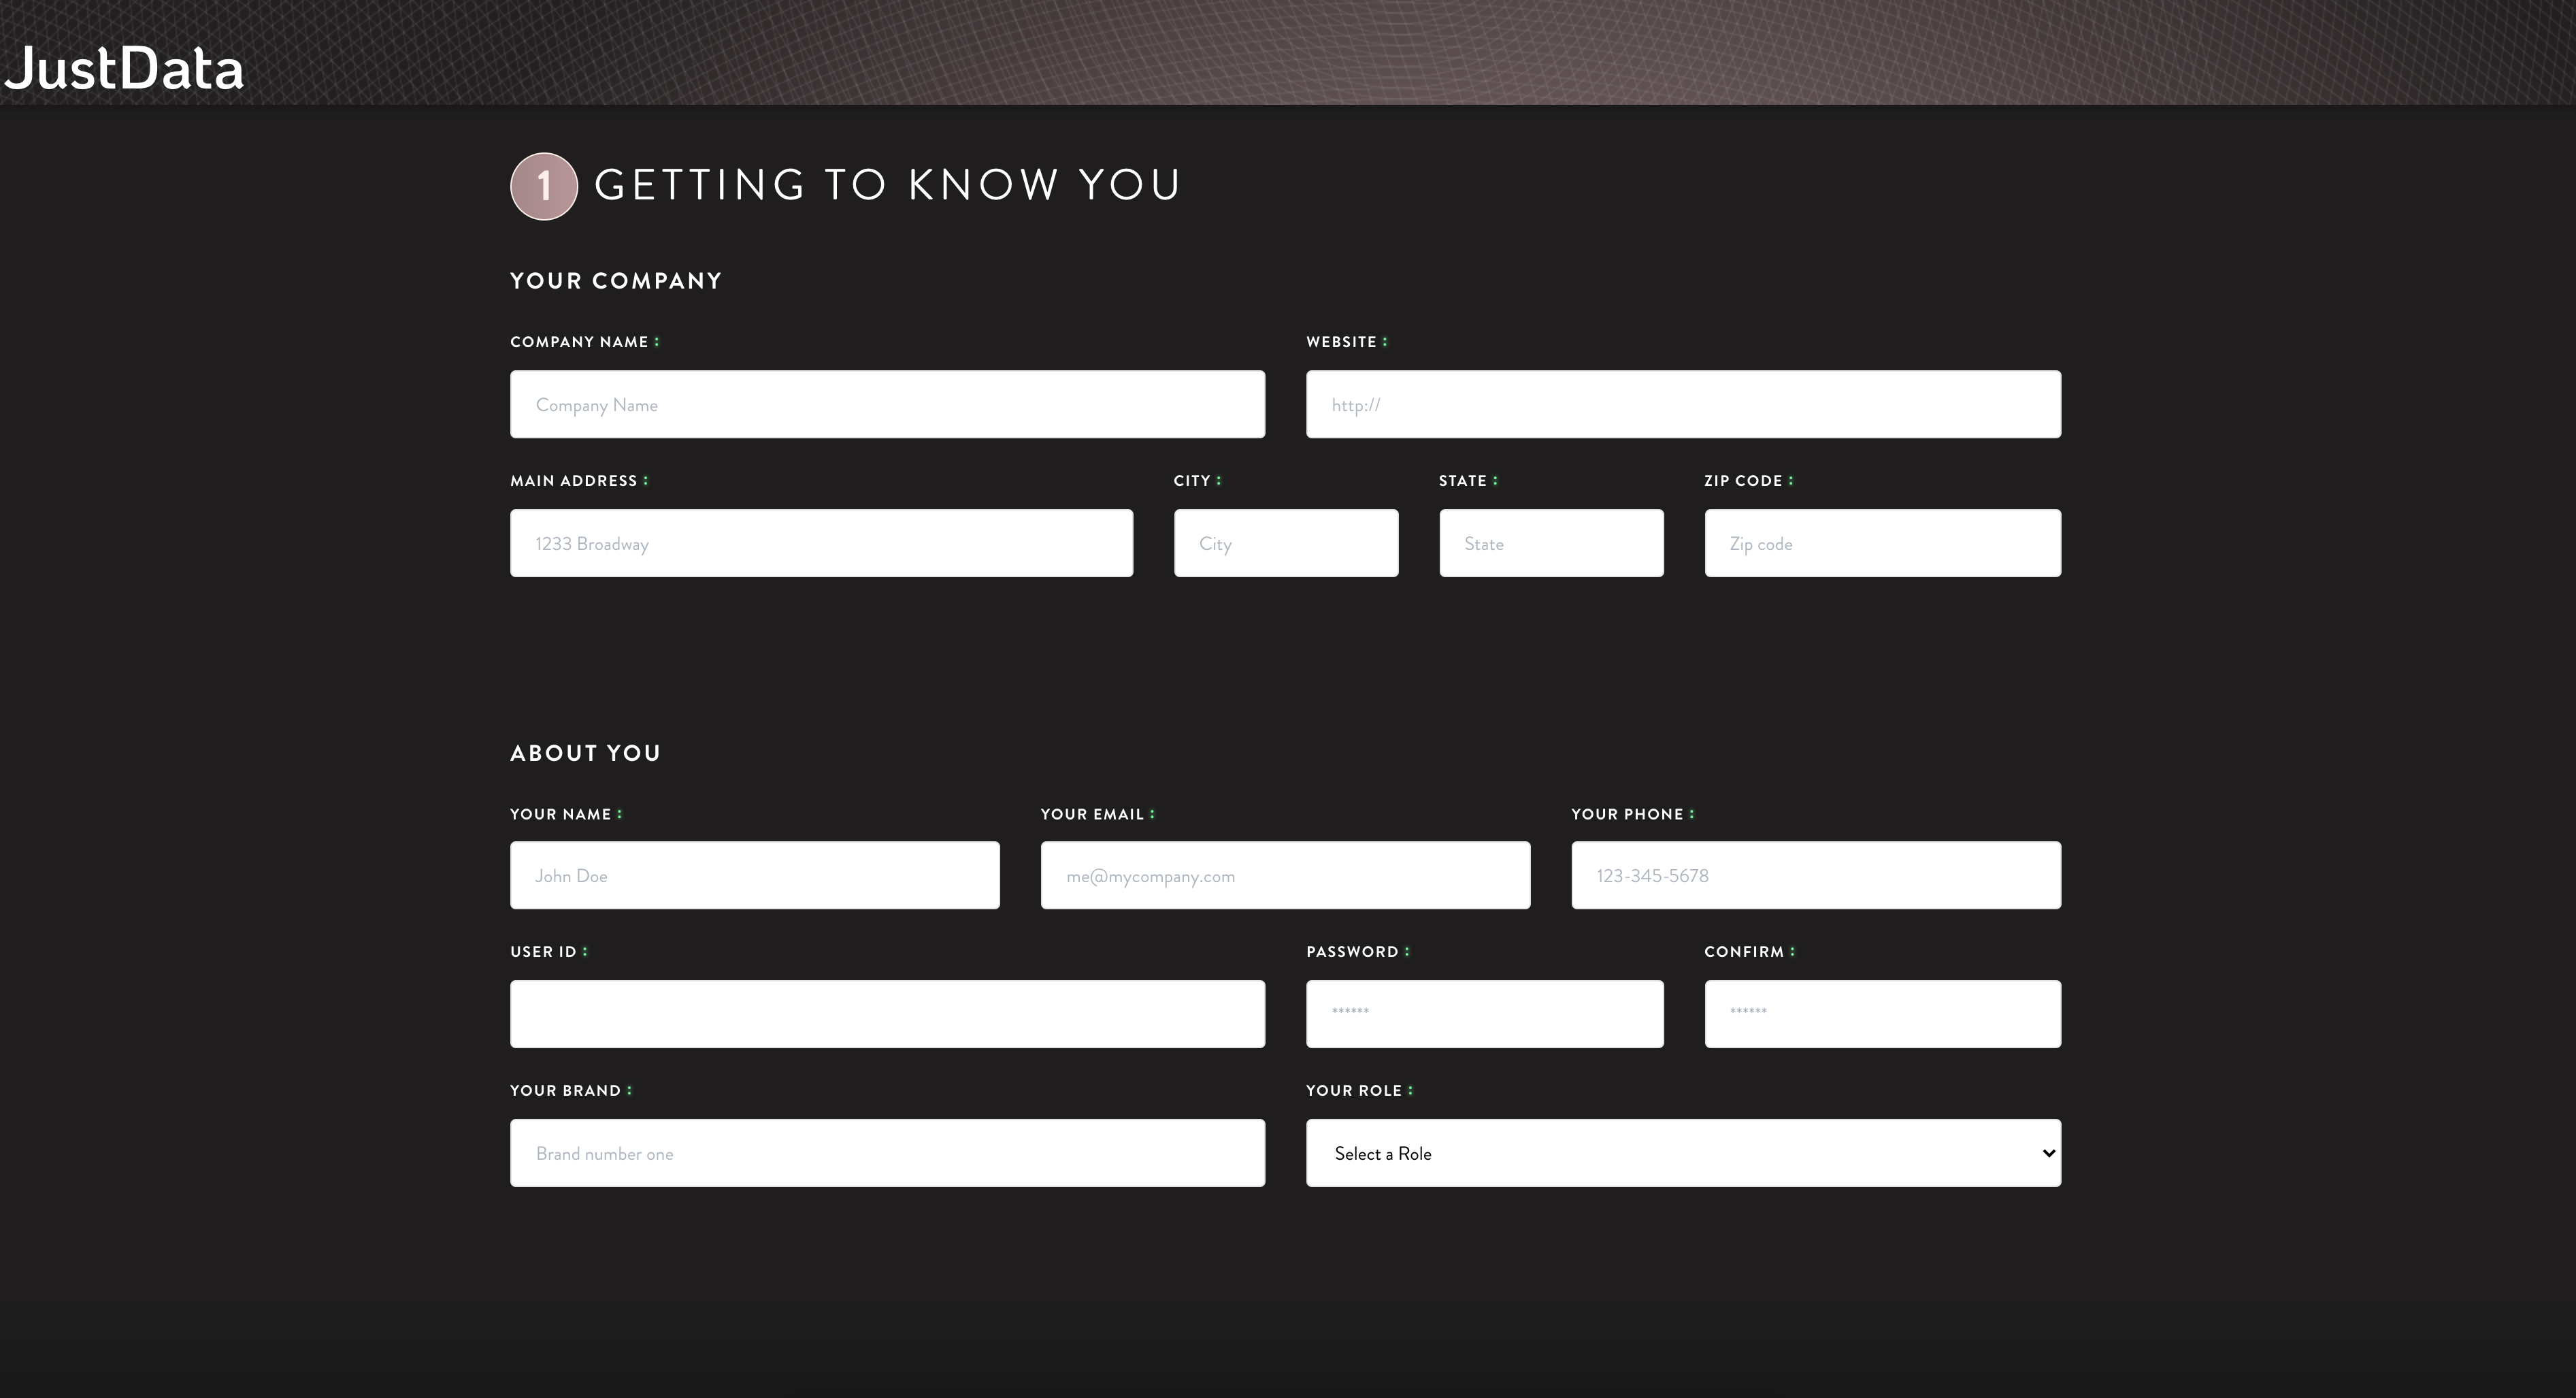 JustData
1 GETTING TO KNOW YOU
YOUR COMPANY
COMPANY NAME : WEBSITE :
Company Name http://
MAIN ADDRESS : CITY : STATE : ZIP CODE :
1233 Broadway City State Zip code
ABOUT YOU
YOUR NAME : YOUR EMAIL : YOUR PHONE :
John Doe me@mycompany.com 123-345-5678
USER ID : PASSWORD : CONFIRM :
****** ******
YOUR BRAND : YOUR ROLE :
Brand number one Select a Role